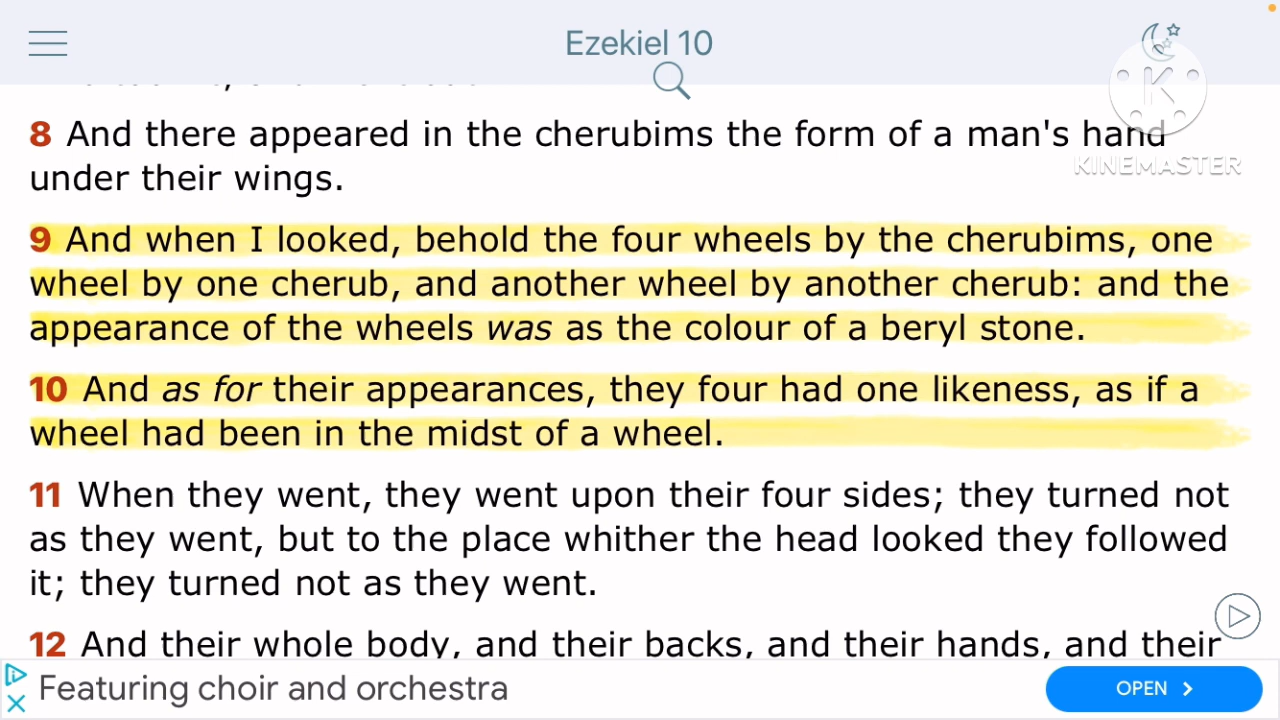 Ezekiel 10
K
KINEMASTER
8 And there appeared in the cherubims the form of a man's hand
under their wings.
9 And when I looked, behold the four wheels by the cherubims, one
wheel by one cherub, and another wheel by another cherub: and the
appearance of the wheels was as the colour of a beryl stone.
10 And as for their appearances, they four had one likeness, as if a
wheel had been in the midst of a wheel.
11 When they went, they went upon their four sides; they turned not
as they went, but to the place whither the head looked they followed
it; they turned not as they went.
12 And their whole body, and their backs, and their hands, and their
Featuring choir and orchestra
OPEN